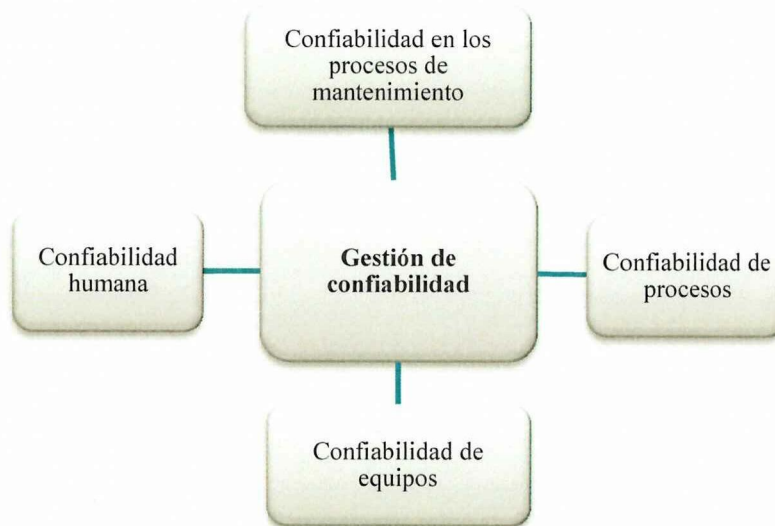 Confiabilidad en los
procesos de
mantenimiento
Confiabilidad
humana
Gestión de
confiabilidad
Confiabilidad de
procesos
Confiabilidad de
equipos